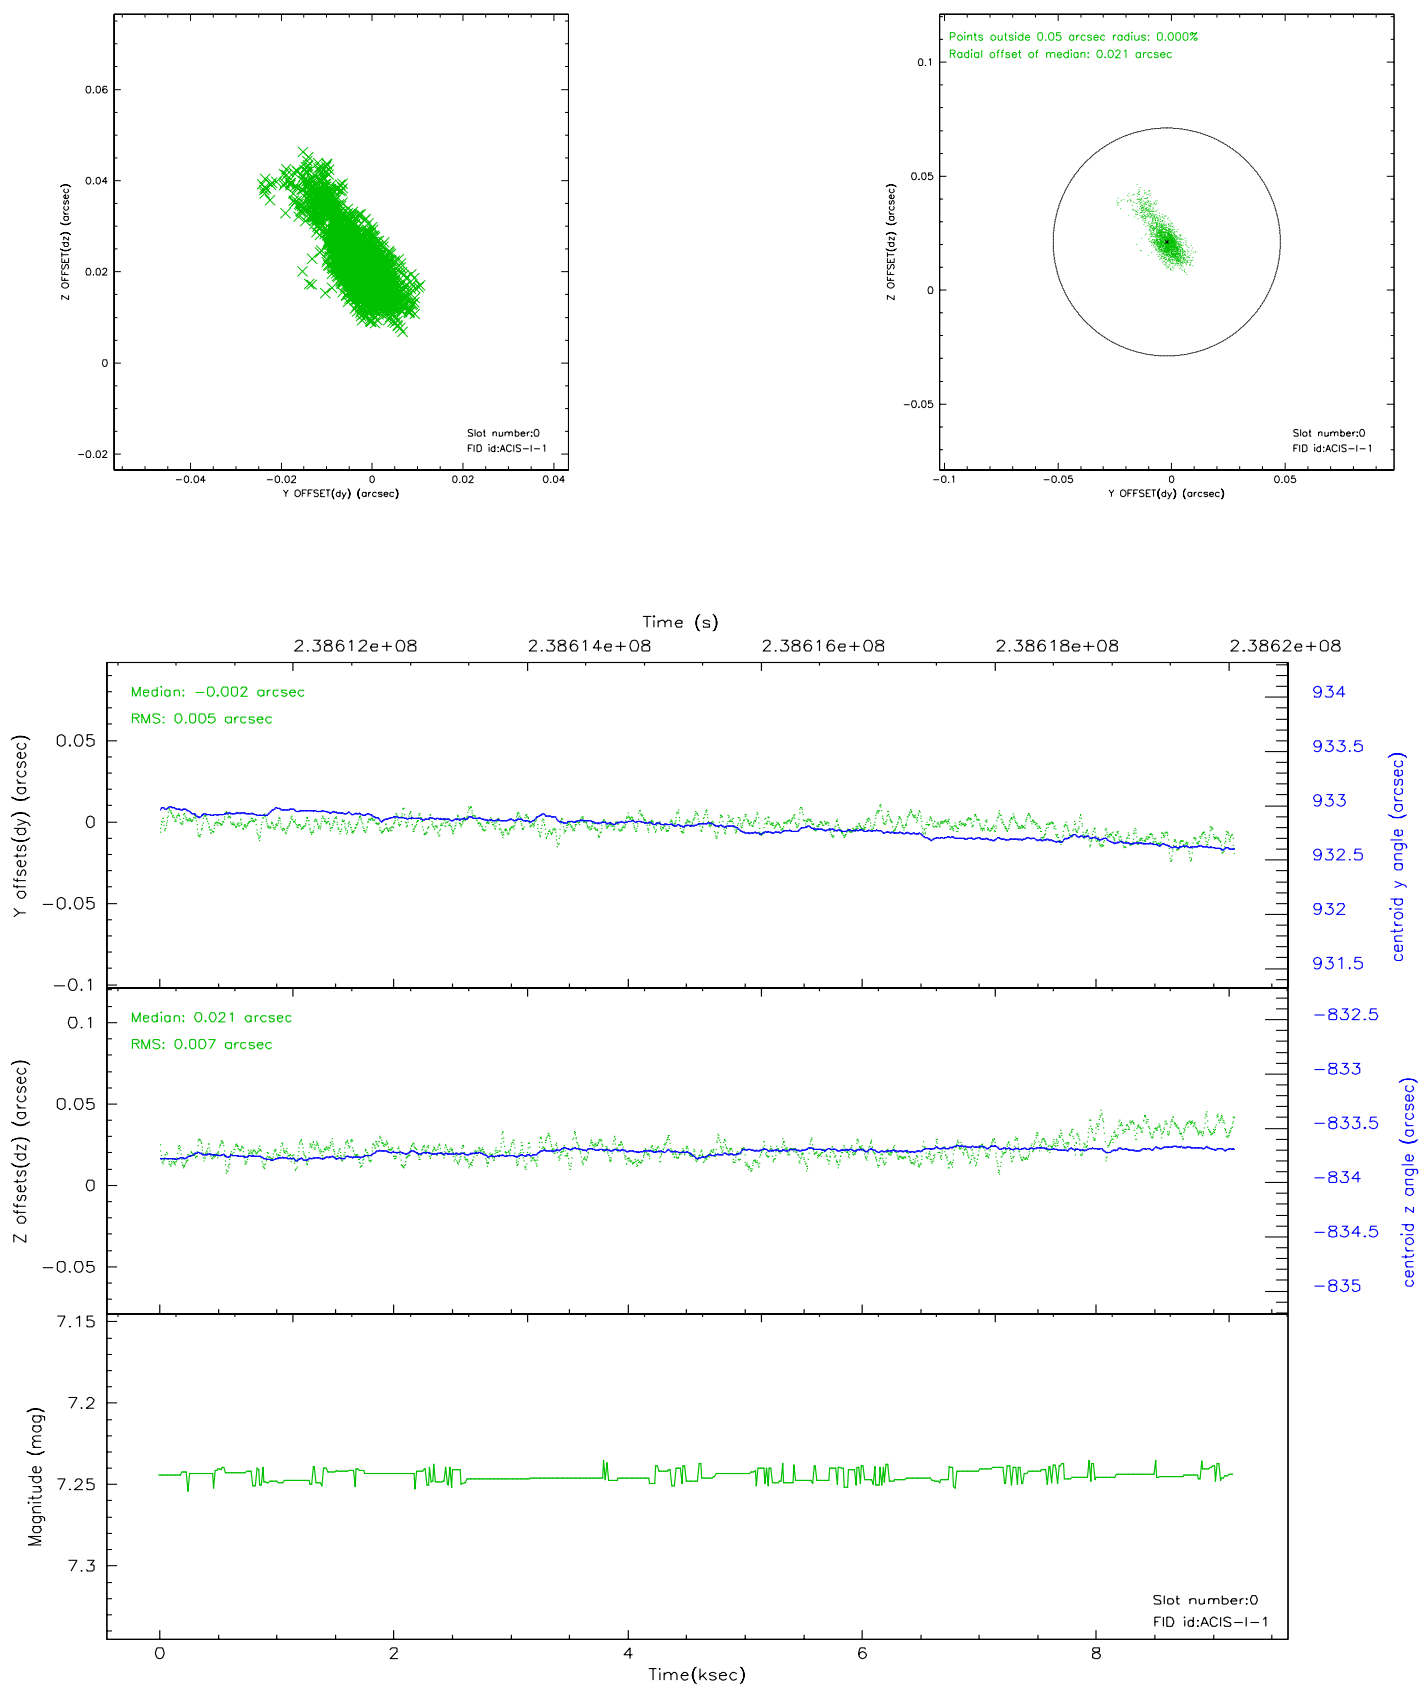 0.06
0.04
0.02
0
−0.02
Z OFFSET(dz) (arcsec)
Slot number:0
FID id:ACIS−I−1
−0.04
−0.02
0
0.02
0.04
Y OFFSET(dy) (arcsec)
Points outside 0.05 arcsec radius: 0.000%
Radial offset of median: 0.021 arcsec
0.1
0.05
0
−0.05
Z OFFSET(dz) (arcsec)
Slot number:0
FID id:ACIS−I−1
−0.1
−0.05
0
0.05
Y OFFSET(dy) (arcsec)
Time (s)
2.38612e+08
2.38614e+08
2.38616e+08
2.38618e+08
2.3862e+08
Median: −0.002 arcsec
RMS: 0.005 arcsec
0.05
0
−0.05
−0.1
Y offsets(dy) (arcsec)
934
933.5
933
932.5
932
931.5
centroid y angle (arcsec)
Median: 0.021 arcsec
RMS: 0.007 arcsec
0.1
0.05
0
−0.05
Z offsets(dz) (arcsec)
−832.5
−833
−833.5
−834
−834.5
−835
centroid z angle (arcsec)
7.15
7.2
7.25
7.3
Magnitude (mag)
Slot number:0
FID id:ACIS−I−1
0
2
4
6
8
Time(ksec)